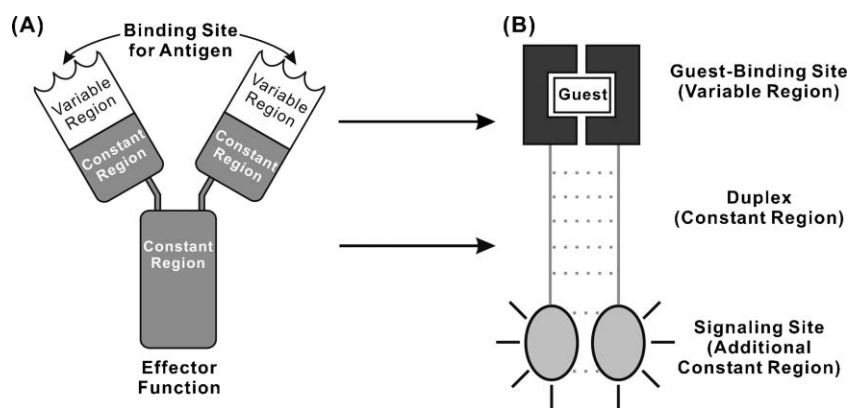 (A)
Binding Site
for Antigen
Variable
Region
Constant
Region
Variable
Region
Constant
Region
Constant
Region
Effector
Function
(B)
Guest
Guest-Binding Site
(Variable Region)
Duplex
(Constant Region)
Signaling Site
(Additional
Constant Region)